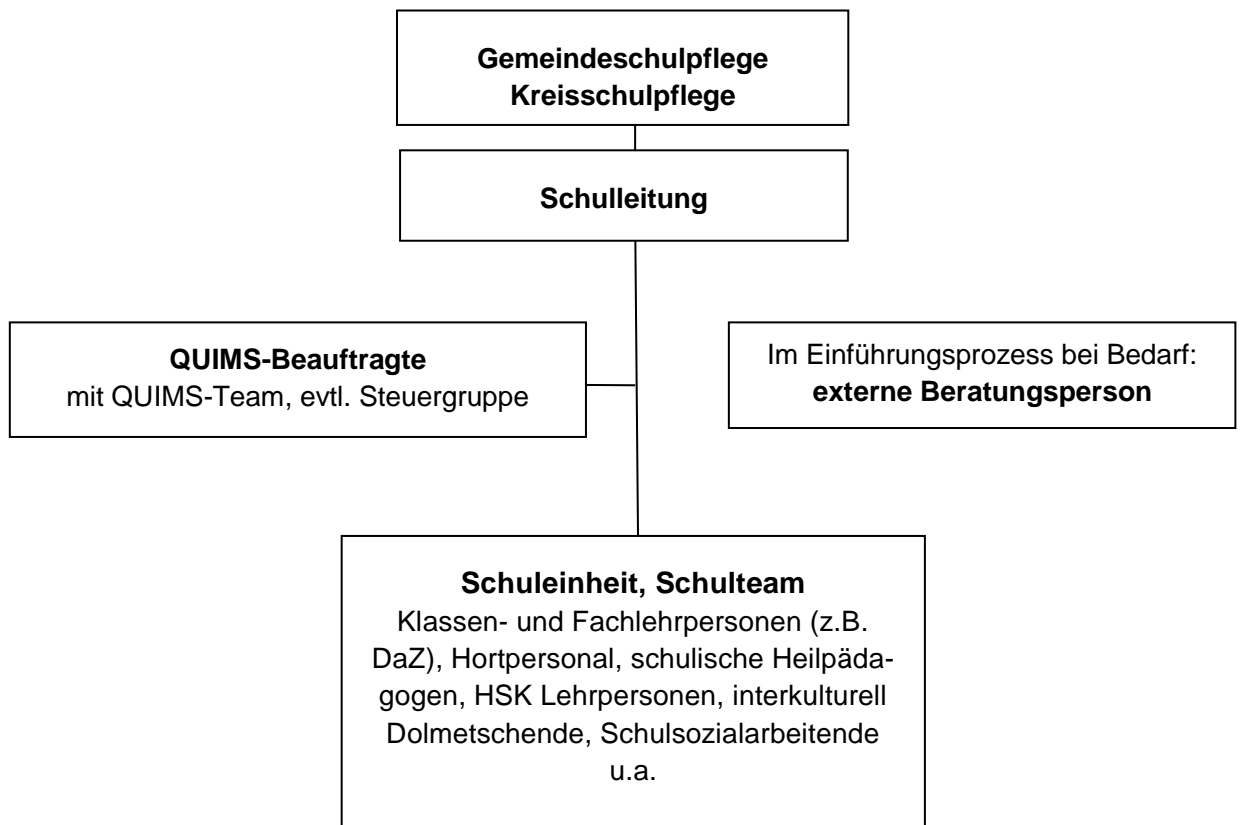 Gemeindeschulpflege
Kreisschulpflege
Schulleitung
QUIMS-Beauftragte
mit QUIMS-Team, evtl. Steuergruppe
Im Einführungsprozess bei Bedarf:
externe Beratungsperson
Schuleinheit, Schulteam
Klassen- und Fachlehrpersonen (z.B.
DaZ), Hortpersonal, schulische Heilpäda-
gogen, HSK Lehrpersonen, interkulturell
Dolmetschende, Schulsozialarbeitende
u.a.